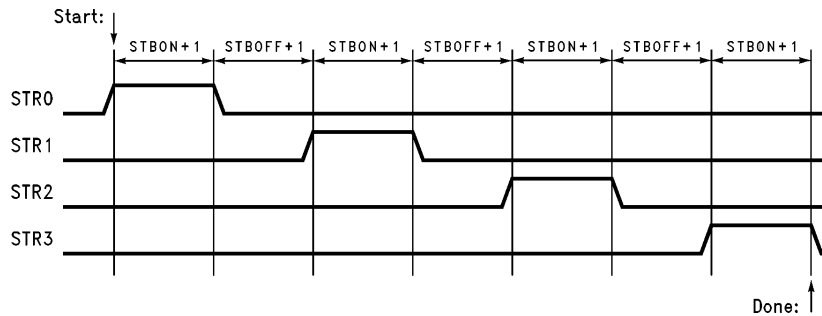 Start:
STBON+1 STBOFF+1 STBON+1 STBOFF+1 STBON+1 STBOFF+1 STBON+1
STR0
STR1
STR2
STR3
Done: